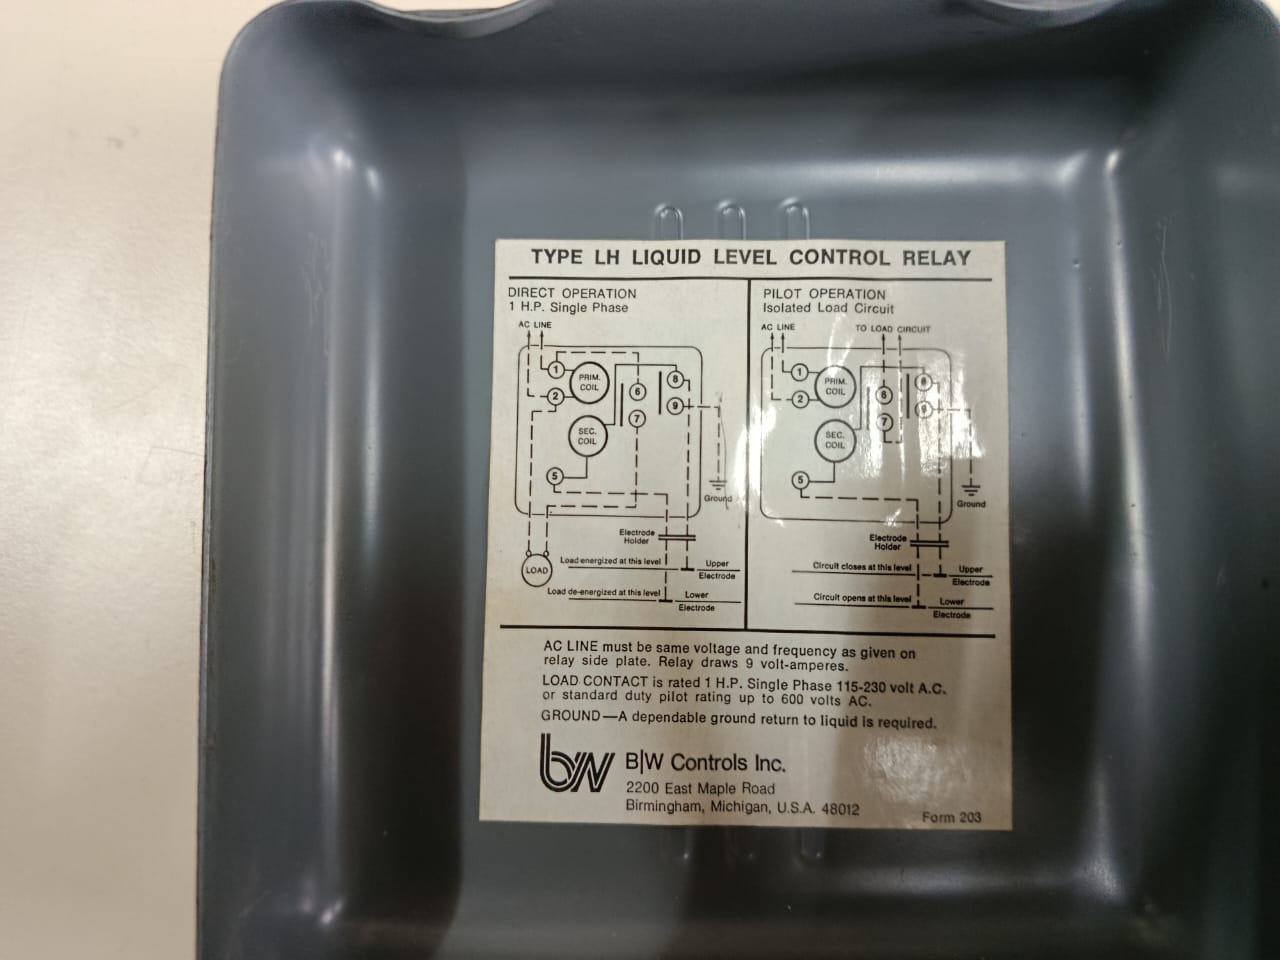 TYPE LH LIQUID LEVEL CONTROL RELAY
DIRECT OPERATION
1 H.P. Single Phase
AC LINE
1
PRIM.
COIL
2
6
8
9
7
SEC.
COIL
5
Ground
Electrode
Holder
LOAD
Load energized at this level
Upper
Electrode
Load de-energized at this level
Lower
Electrode
PILOT OPERATION
Isolated Load Circuit
AC LINE
TO LOAD CIRCUIT
1
PRIM.
COIL
2
7
SEC.
COIL
5
Ground
Electrode
Holder
Circuit closes at this level
Upper
Electrode
Circuit opens at this level
Lower
Electrode
AC LINE must be same voltage and frequency as given on
relay side plate. Relay draws 9 volt-amperes.
LOAD CONTACT is rated 1 H.P. Single Phase 115-230 volt A.C.
or standard duty pilot rating up to 600 volts AC.
GROUND—A dependable ground return to liquid is required.
bw
B|W Controls Inc.
2200 East Maple Road
Birmingham, Michigan, U.S.A. 48012
Form 203